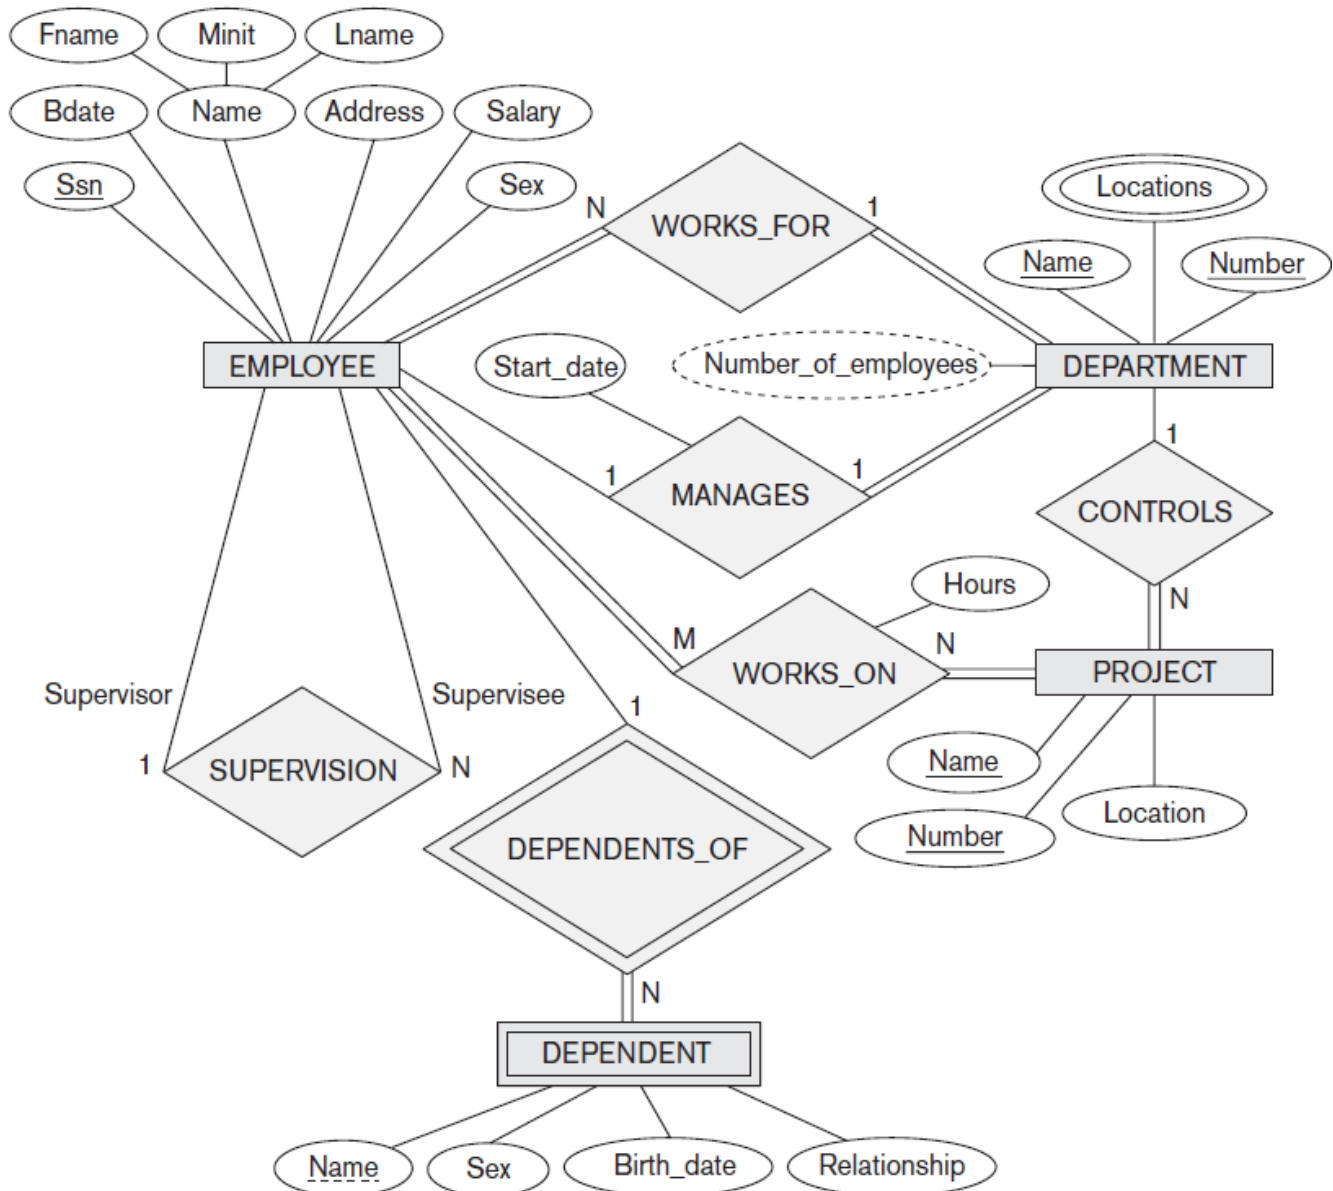 Fname
Minit
Lname
Bdate
Name
Address
Salary
Ssn
Sex
N
WORKS_FOR
1
Locations
Name
Number
EMPLOYEE
Start_date
Number_of_employees
DEPARTMENT
1
MANAGES
1
1
CONTROLS
N
Hours
M
WORKS_ON
N
PROJECT
Supervisor
Supervisee
1
SUPERVISION
N
1
Name
Number
Location
DEPENDENTS_OF
N
DEPENDENT
Name
Sex
Birth_date
Relationship